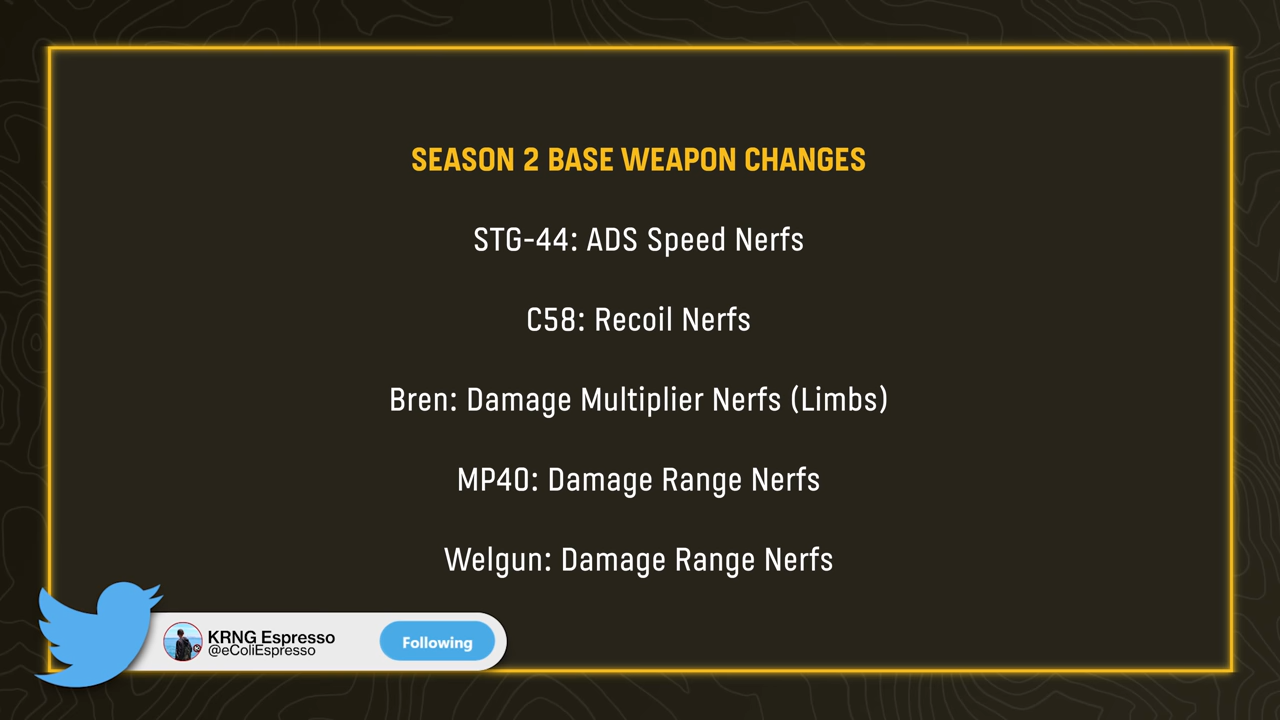 SEASON 2 BASE WEAPON CHANGES
STG-44: ADS Speed Nerfs
C58: Recoil Nerfs
Bren: Damage Multiplier Nerfs (Limbs)
MP40: Damage Range Nerfs
Welgun: Damage Range Nerfs
KRNG Espresso
@eColiEspresso
Following